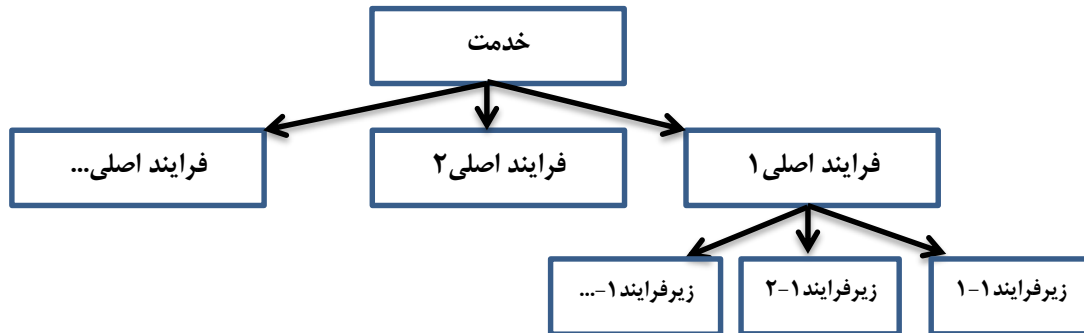 خدمت
فرایند اصلی۱
فرایند اصلی۲
فرایند اصلی...
زیرفرایند۱-۱
زیرفرایند۱-۲
زیرفرایند۱-...